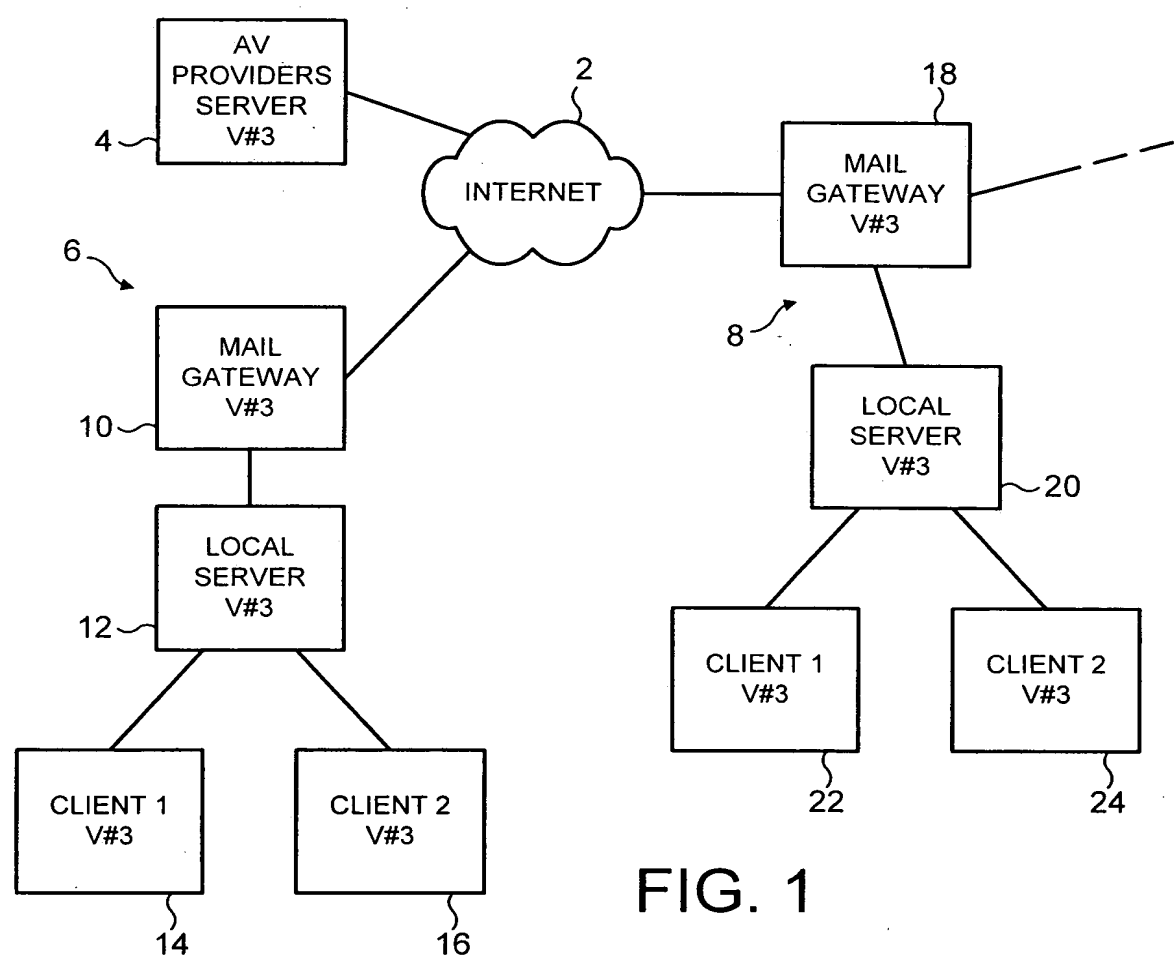 AV
PROVIDERS
SERVER
V#3
4
2
INTERNET
18
MAIL
GATEWAY
V#3
6
8
MAIL
GATEWAY
V#3
10
LOCAL
SERVER
V#3
20
LOCAL
SERVER
V#3
12
CLIENT 1
V#3
22
CLIENT 2
V#3
24
CLIENT 1
V#3
14
CLIENT 2
V#3
16
FIG. 1